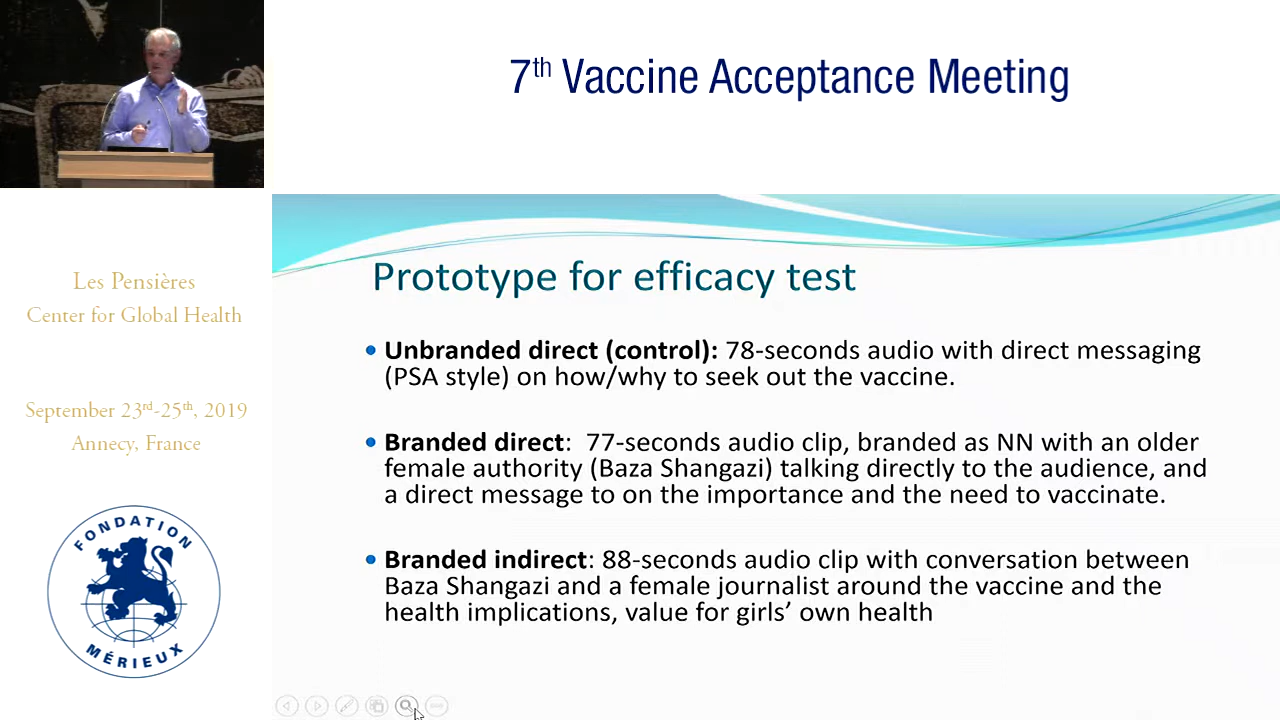 7th Vaccine Acceptance Meeting
Les Pensières
Center for Global Health
September 23rd-25th, 2019
Annecy, France
FONDATION
MÉRIEUX
Prototype for efficacy test
• Unbranded direct (control): 78-seconds audio with direct messaging
(PSA style) on how/why to seek out the vaccine.
• Branded direct: 77-seconds audio clip, branded as NN with an older
female authority (Baza Shangazi) talking directly to the audience, and
a direct message to on the importance and the need to vaccinate.
• Branded indirect: 88-seconds audio clip with conversation between
Baza Shangazi and a female journalist around the vaccine and the
health implications, value for girls’ own health